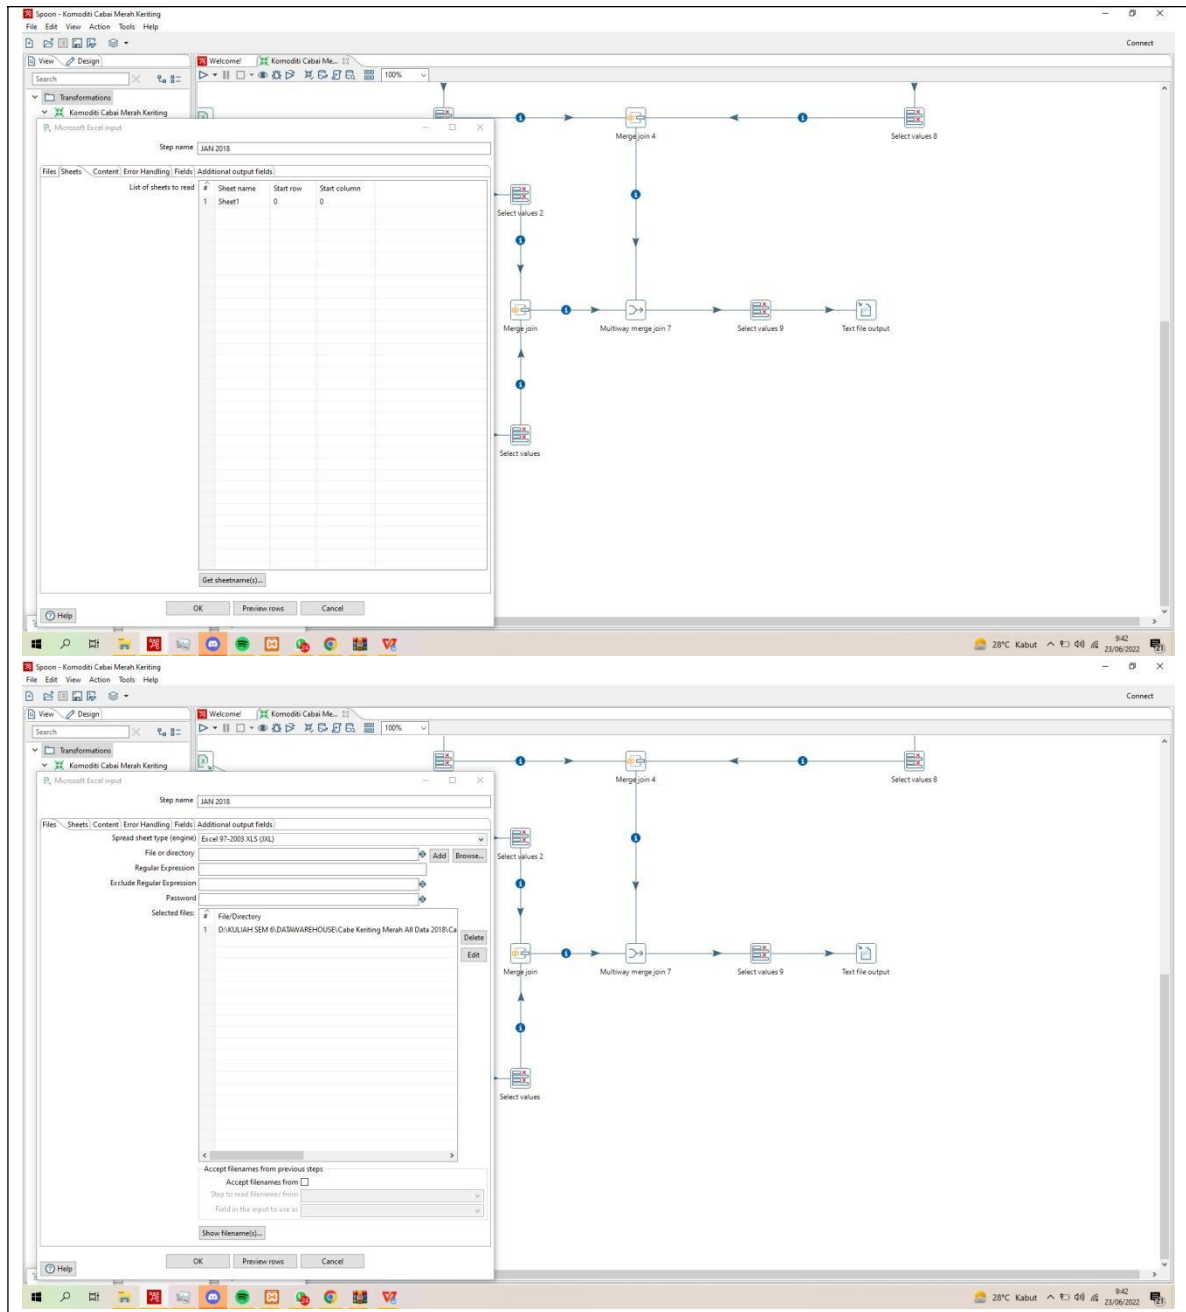 Spoon - Komoditi Cabai Merah Keriting
File Edit View Action Tools Help
Connect
View Design
Welcome! Komoditi Cabai Me...
Search
100%
Transformations
Komoditi Cabai Merah Keriting
Microsoft Excel input
Step name JAN 2018
Files Sheets Content Error Handling Fields Additional output fields
List of sheets to read
# Sheet name Start row Start column
1 Sheet1 0 0
Get sheetname(s)...
OK Preview rows Cancel
Help
Merge join 4
Select values 8
Select values 2
Merge join
Multiway merge join 7
Select values 9
Text file output
Select values
28°C Kabut
9:42
23/06/2022
Spoon - Komoditi Cabai Merah Keriting
File Edit View Action Tools Help
Connect
View Design
Welcome! Komoditi Cabai Me...
Search
100%
Transformations
Komoditi Cabai Merah Keriting
Microsoft Excel input
Step name JAN 2018
Files Sheets Content Error Handling Fields Additional output fields
Spread sheet type (engine) Excel 97-2003 XLS (JXL)
File or directory
Add Browse...
Regular Expression
Exclude Regular Expression
Password
Selected files:
# File/Directory
1 D:\KULIAH SEM 6\DATAWAREHOUSE\Cabe Keriting Merah All Data 2018\Ca
Delete
Edit
Accept filenames from previous steps
Accept filenames from
Step to read filenames from
Field in the input to use as
Show filename(s)...
OK Preview rows Cancel
Help
Merge join 4
Select values 8
Select values 2
Merge join
Multiway merge join 7
Select values 9
Text file output
Select values
28°C Kabut
9:42
23/06/2022